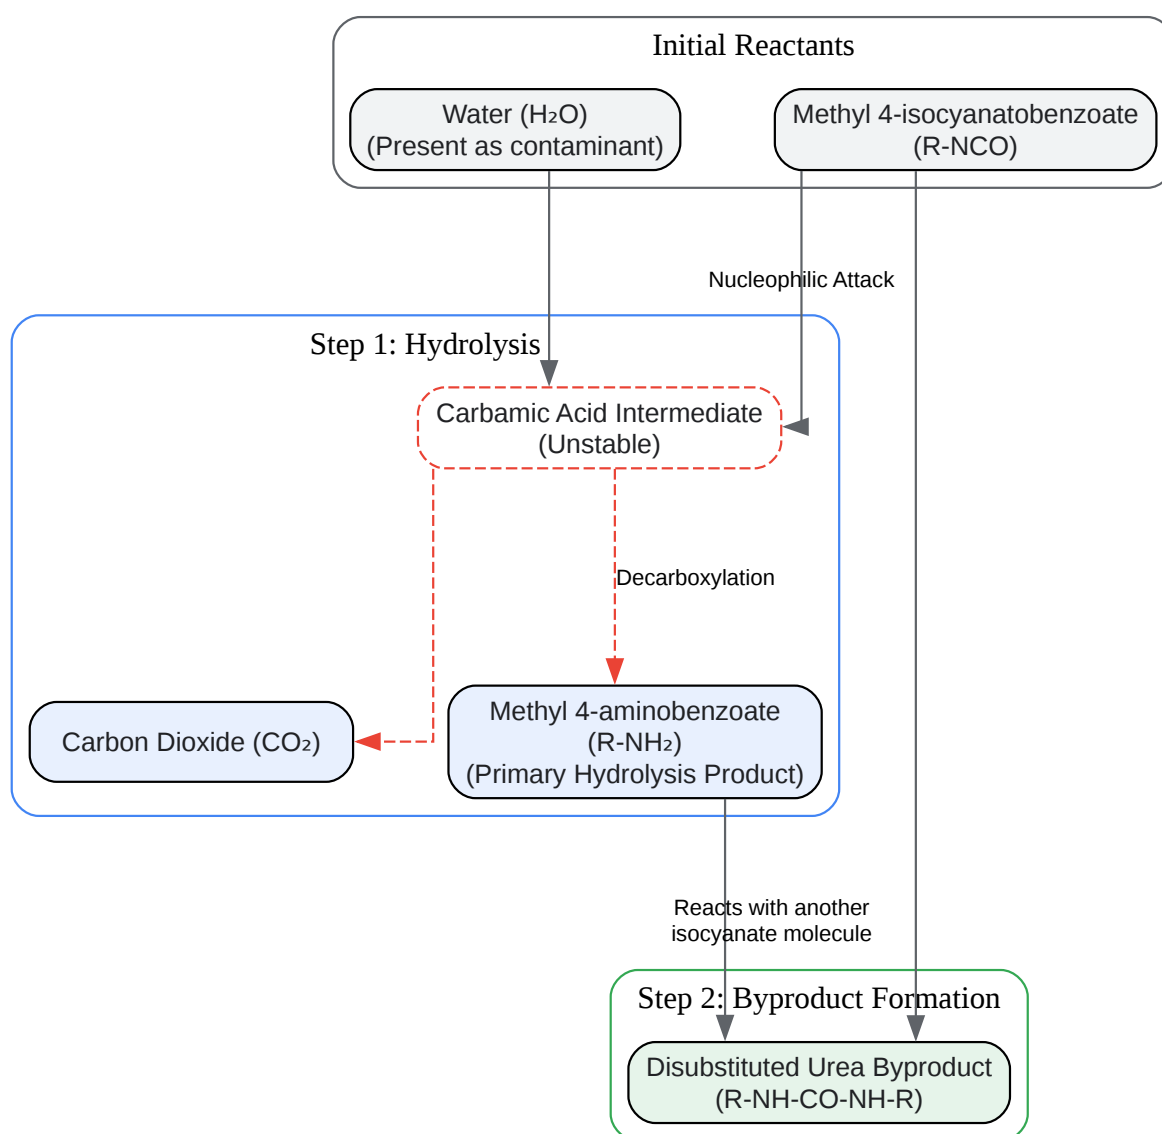 Initial Reactants
Water (H₂O)
(Present as contaminant)
Methyl 4-isocyanatobenzoate
(R-NCO)
Nucleophilic Attack
Step 1: Hydrolysis
Carbamic Acid Intermediate
(Unstable)
Decarboxylation
Carbon Dioxide (CO₂)
Methyl 4-aminobenzoate
(R-NH₂)
(Primary Hydrolysis Product)
Reacts with another
isocyanate molecule
Step 2: Byproduct Formation
Disubstituted Urea Byproduct
(R-NH-CO-NH-R)